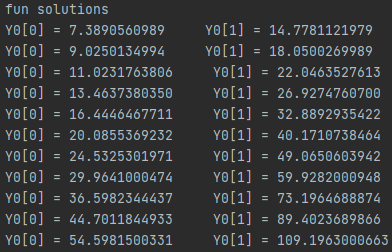 fun solutions
Y0[0] = 7.3890560989 Y0[1] = 14.7781121979
Y0[0] = 9.0250134994 Y0[1] = 18.0500269989
Y0[0] = 11.0231763806 Y0[1] = 22.0463527613
Y0[0] = 13.4637380350 Y0[1] = 26.9274760700
Y0[0] = 16.4446467711 Y0[1] = 32.8892935422
Y0[0] = 20.0855369232 Y0[1] = 40.1710738464
Y0[0] = 24.5325301971 Y0[1] = 49.0650603942
Y0[0] = 29.9641000474 Y0[1] = 59.9282000948
Y0[0] = 36.5982344437 Y0[1] = 73.1964688874
Y0[0] = 44.7011844933 Y0[1] = 89.4023689866
Y0[0] = 54.5981500331 Y0[1] = 109.1963000663